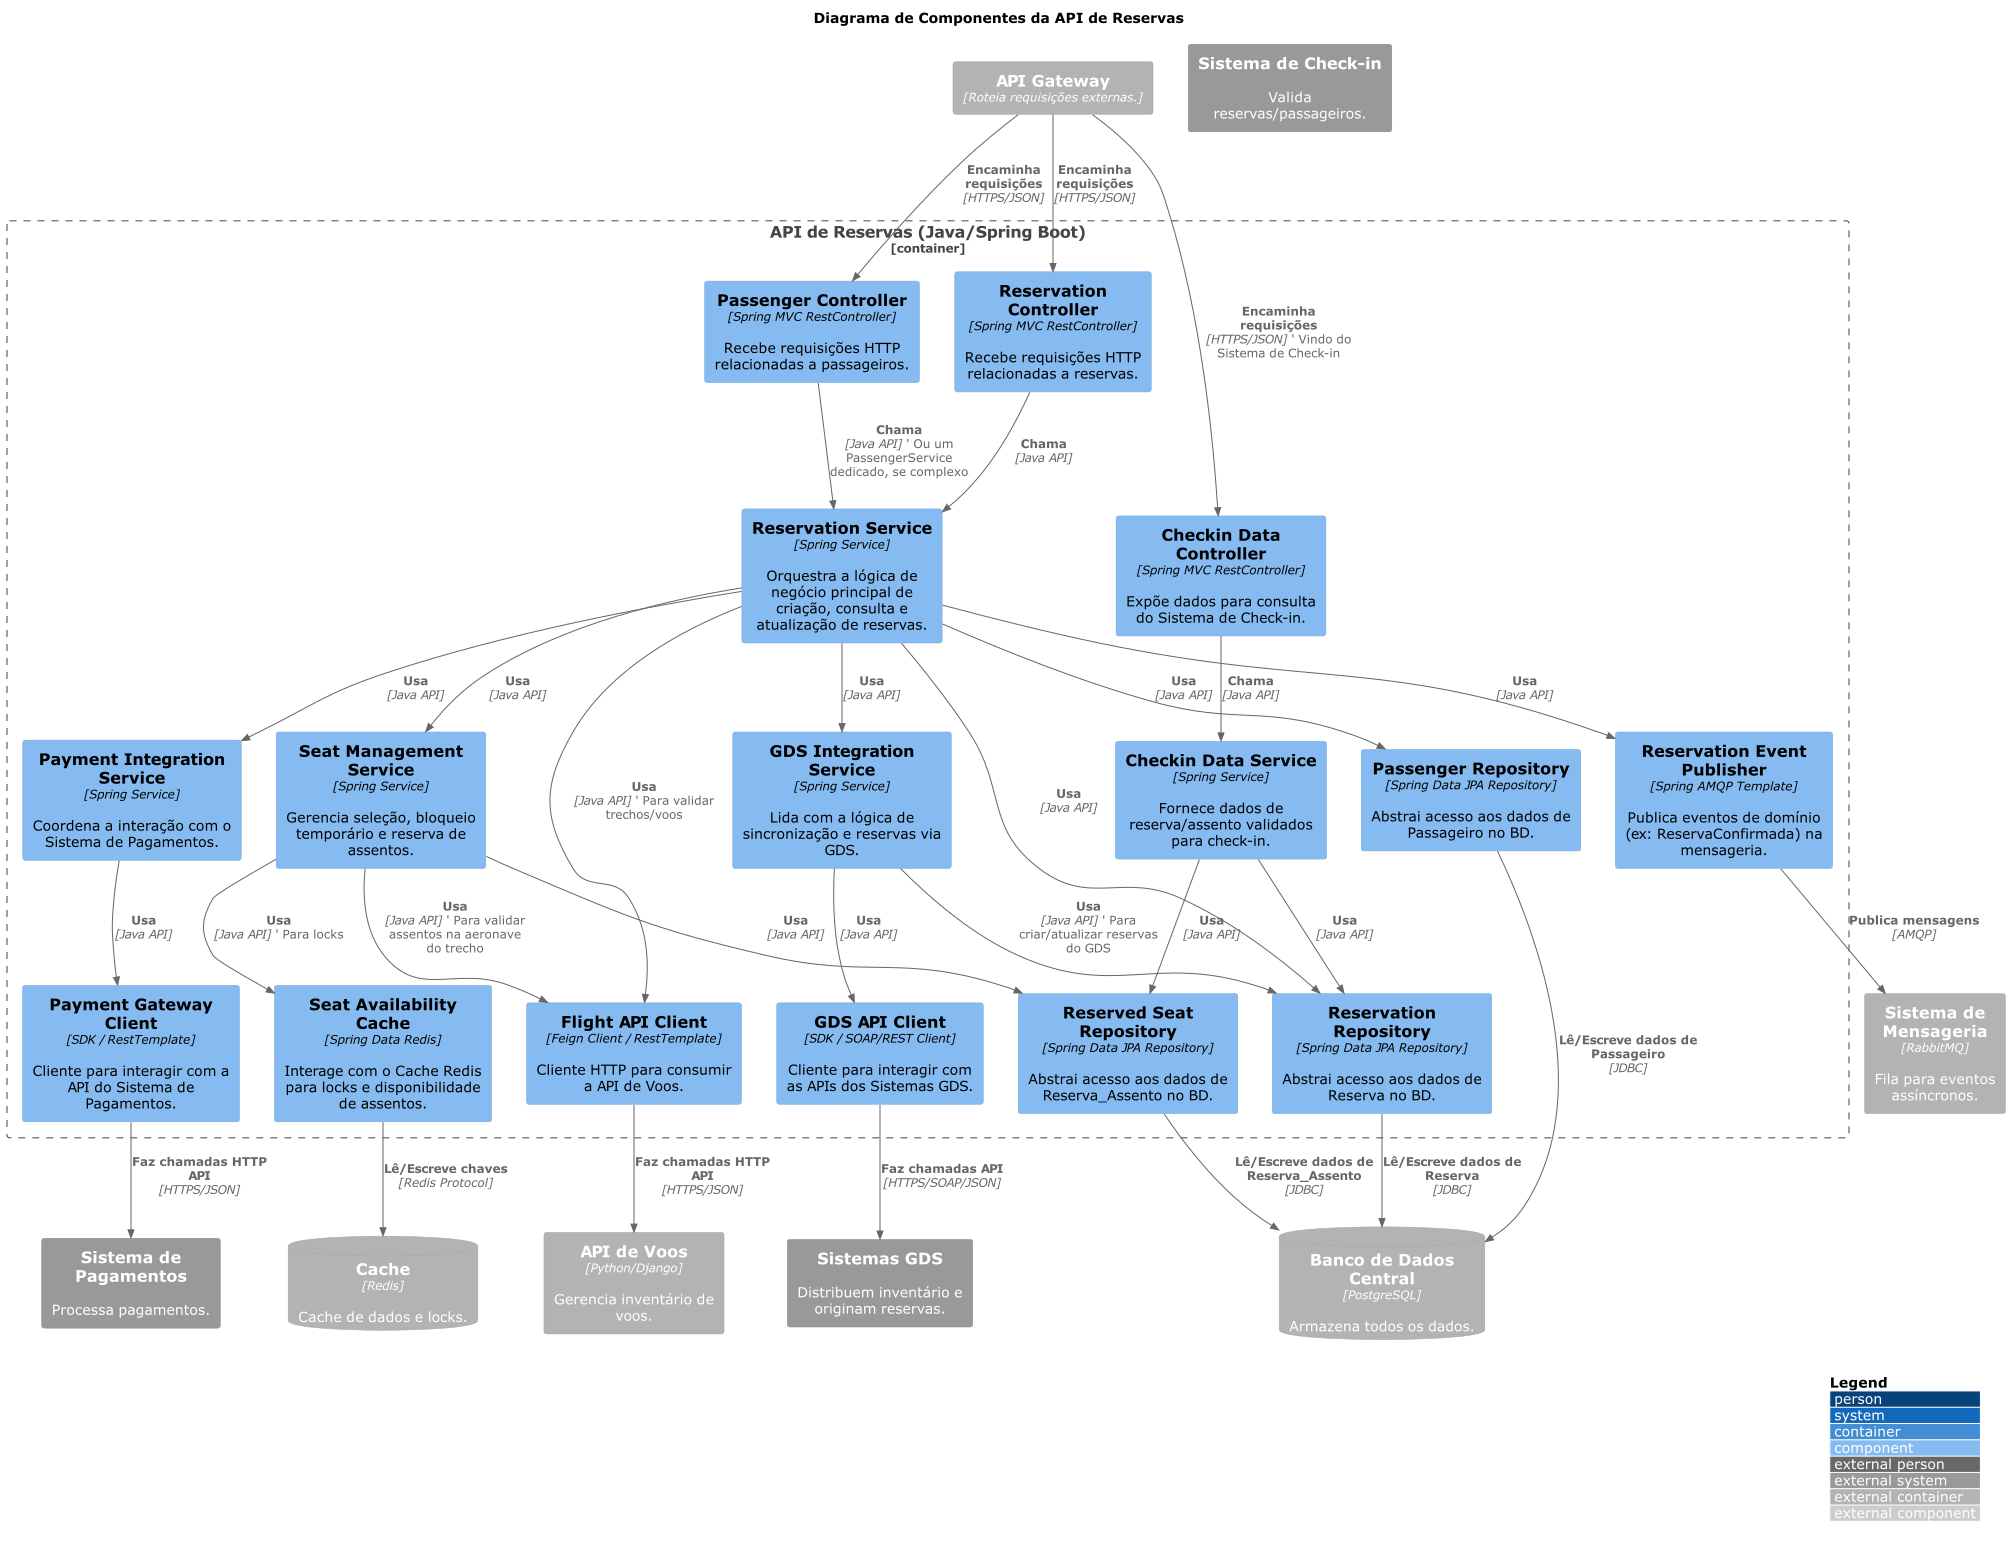 Diagrama de Componentes da API de Reservas
API Gateway
[Roteia requisições externas.]
Sistema de Check-in
Valida
reservas/passageiros.
Encaminha
requisições
[HTTPS/JSON]
Encaminha
requisições
[HTTPS/JSON]
API de Reservas (Java/Spring Boot)
[container]
Passenger Controller
[Spring MVC RestController]
Recebe requisições HTTP
relacionadas a passageiros.
Reservation
Controller
[Spring MVC RestController]
Recebe requisições HTTP
relacionadas a reservas.
Encaminha
requisições
[HTTPS/JSON] ' Vindo do
Sistema de Check-in
Chama
[Java API] ' Ou um
PassengerService
dedicado, se complexo
Chama
[Java API]
Reservation Service
[Spring Service]
Orquestra a lógica de
negócio principal de
criação, consulta e
atualização de reservas.
Checkin Data
Controller
[Spring MVC RestController]
Expõe dados para consulta
do Sistema de Check-in.
Usa
[Java API]
Usa
[Java API]
Usa
[Java API]
Usa
[Java API]
Chama
[Java API]
Usa
[Java API]
Payment Integration
Service
[Spring Service]
Coordena a interação com o
Sistema de Pagamentos.
Seat Management
Service
[Spring Service]
Gerencia seleção, bloqueio
temporário e reserva de
assentos.
Usa
[Java API] ' Para validar
trechos/voos
GDS Integration
Service
[Spring Service]
Lida com a lógica de
sincronização e reservas via
GDS.
Usa
[Java API]
Checkin Data Service
[Spring Service]
Fornece dados de
reserva/assento validados
para check-in.
Passenger Repository
[Spring Data JPA Repository]
Abstrai acesso aos dados de
Passageiro no BD.
Reservation Event
Publisher
[Spring AMQP Template]
Publica eventos de domínio
(ex: ReservaConfirmada) na
mensageria.
Usa
[Java API]
Usa
[Java API] ' Para locks
Usa
[Java API] ' Para validar
assentos na aeronave
do trecho
Usa
[Java API]
Usa
[Java API]
Usa
[Java API] ' Para
criar/atualizar reservas
do GDS
Usa
[Java API]
Usa
[Java API]
Publica mensagens
[AMQP]
Payment Gateway
Client
[SDK / RestTemplate]
Cliente para interagir com a
API do Sistema de
Pagamentos.
Seat Availability
Cache
[Spring Data Redis]
Interage com o Cache Redis
para locks e disponibilidade
de assentos.
Flight API Client
[Feign Client / RestTemplate]
Cliente HTTP para consumir
a API de Voos.
GDS API Client
[SDK / SOAP/REST Client]
Cliente para interagir com
as APIs dos Sistemas GDS.
Reserved Seat
Repository
[Spring Data JPA Repository]
Abstrai acesso aos dados de
Reserva_Assento no BD.
Reservation
Repository
[Spring Data JPA Repository]
Abstrai acesso aos dados de
Reserva no BD.
Lê/Escreve dados de
Passageiro
[JDBC]
Sistema de
Mensageria
[RabbitMQ]
Fila para eventos
assíncronos.
Faz chamadas HTTP
API
[HTTPS/JSON]
Lê/Escreve chaves
[Redis Protocol]
Faz chamadas HTTP
API
[HTTPS/JSON]
Faz chamadas API
[HTTPS/SOAP/JSON]
Lê/Escreve dados de
Reserva_Assento
[JDBC]
Lê/Escreve dados de
Reserva
[JDBC]
Sistema de
Pagamentos
Processa pagamentos.
Cache
[Redis]
Cache de dados e locks.
API de Voos
[Python/Django]
Gerencia inventário de
voos.
Sistemas GDS
Distribuem inventário e
originam reservas.
Banco de Dados
Central
[PostgreSQL]
Armazena todos os dados.
Legend
person
system
container
component
external person
external system
external container
external component